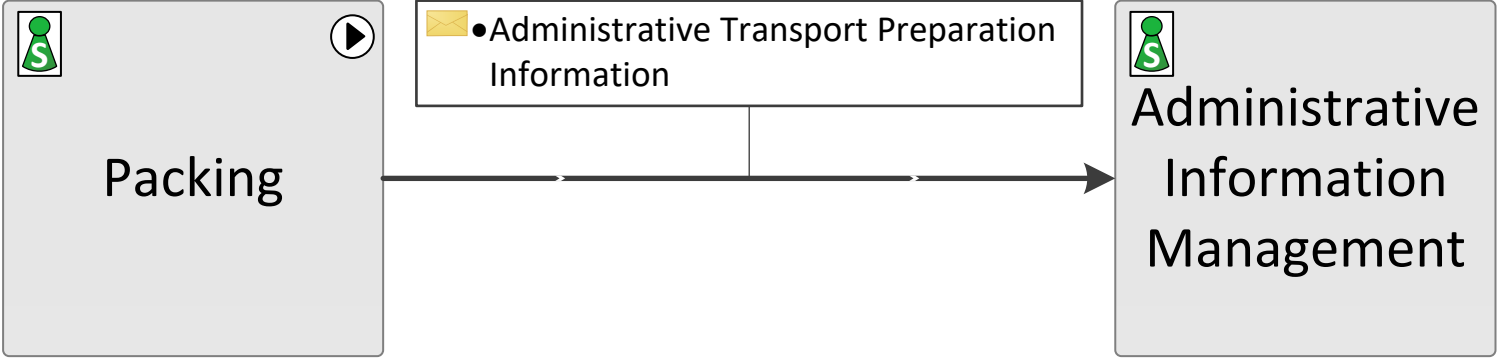 S
Packing
•Administrative Transport Preparation
Information
S
Administrative
Information
Management